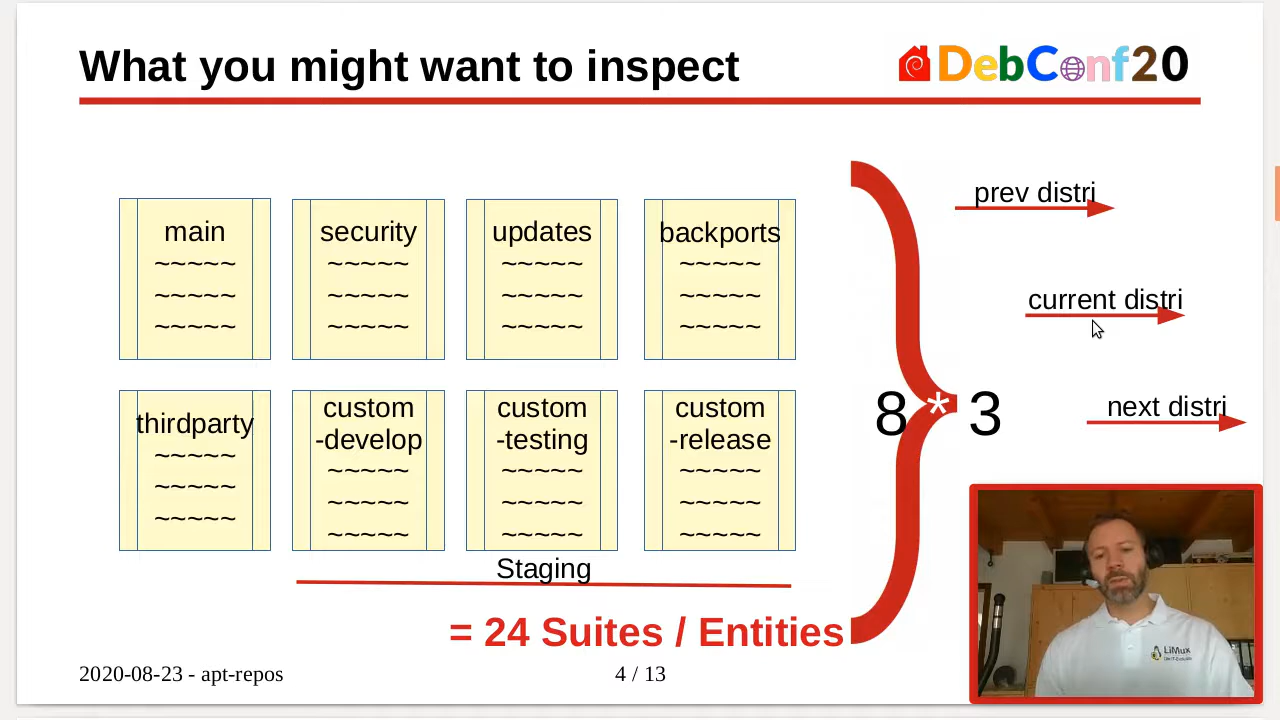 What you might want to inspect
DebConf20
main
~~~~~
~~~~~
~~~~~
security
~~~~~
~~~~~
~~~~~
updates
~~~~~
~~~~~
~~~~~
backports
~~~~~
~~~~~
~~~~~
thirdparty
~~~~~
~~~~~
~~~~~
custom
-develop
~~~~~
~~~~~
~~~~~
custom
-testing
~~~~~
~~~~~
~~~~~
custom
-release
~~~~~
~~~~~
~~~~~
Staging
8 * 3
prev distri
current distri
next distri
= 24 Suites / Entities
2020-08-23 - apt-repos
4 / 13
LiMux